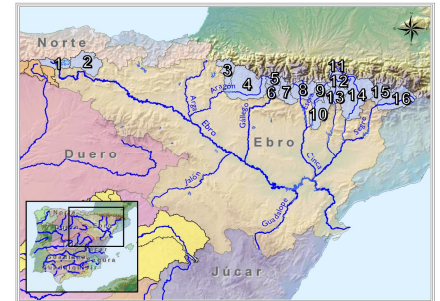 Norte
1
2
3
4
5
6
7
8
9
10
11
12
13
14
15
16
Aragón
Arga
Ebro
Gállego
Ebro
Cinca
Segre
Duero
Jalón
Guadalope
Júcar
Norte